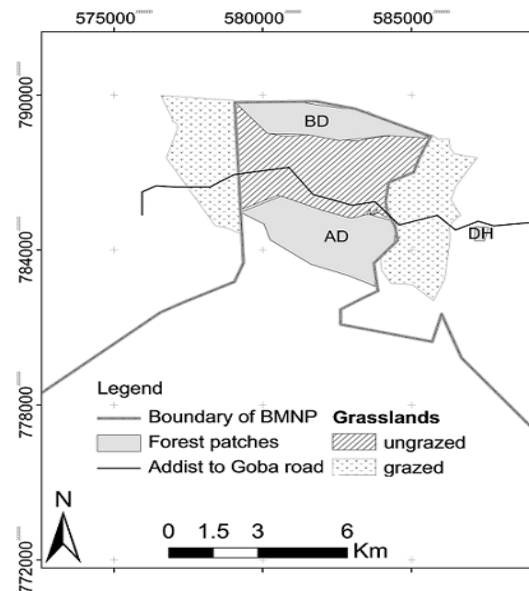 575000 580000 585000
790000
784000
778000
772000
BD
AD
DH
Legend
Boundary of BMNP
Forest patches
Addist to Goba road
Grasslands
ungrazed
grazed
N
0 1.5 3 6
Km